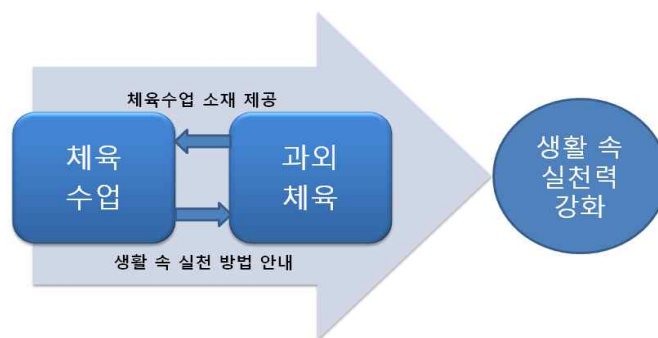 체육수업 소재 제공
체육
수업
과외
체육
생활 속 실천 방법 안내
생활 속
실천력
강화